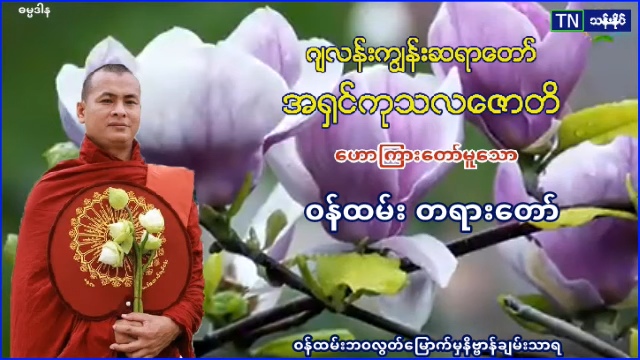 ဓမ္မဒါန
TN သန်းနိုင်
ဂျလန်းကျွန်းဆရာတော်
အရှင်ကုသလဇောတိ
ဟောကြားတော်မူသော
ဝန်ထမ်း တရားတော်
ဝန်ထမ်းဘဝလွတ်မြောက်မှနိဗ္ဗာန်ချမ်းသာရ